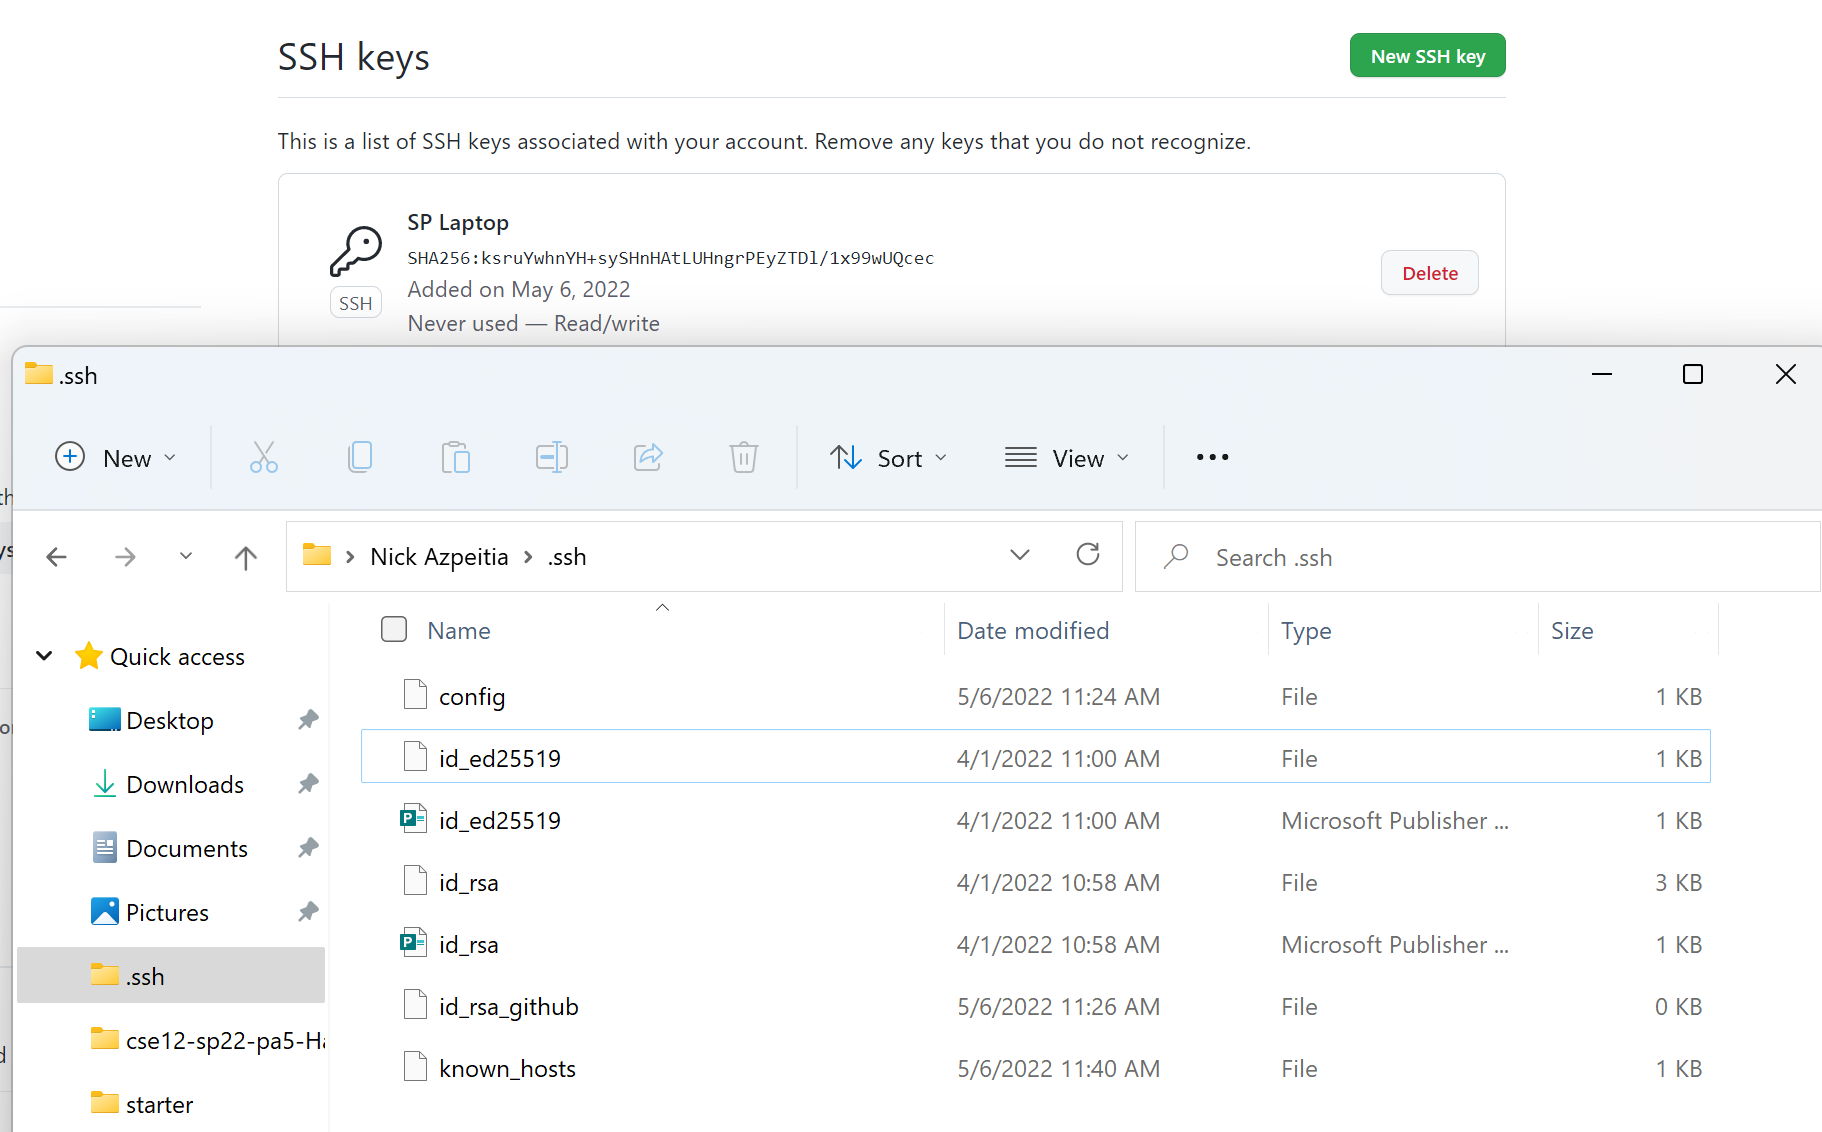 SSH keys
New SSH key
This is a list of SSH keys associated with your account. Remove any keys that you do not recognize.
SP Laptop
SHA256:ksruYwhnYH+sySHnHAtLUHngrPEyZTDl/1x99wUQcec
Added on May 6, 2022
Never used — Read/write
SSH
Delete
.ssh
New
Sort
View
Nick Azpeitia
.ssh
Search .ssh
Name Date modified Type Size
Quick access
Desktop
Downloads
Documents
Pictures
.ssh
cse12-sp22-pa5-Ha
starter
config 5/6/2022 11:24 AM File 1 KB
id_ed25519 4/1/2022 11:00 AM File 1 KB
id_ed25519 4/1/2022 11:00 AM Microsoft Publisher ... 1 KB
id_rsa 4/1/2022 10:58 AM File 3 KB
id_rsa 4/1/2022 10:58 AM Microsoft Publisher ... 1 KB
id_rsa_github 5/6/2022 11:26 AM File 0 KB
known_hosts 5/6/2022 11:40 AM File 1 KB